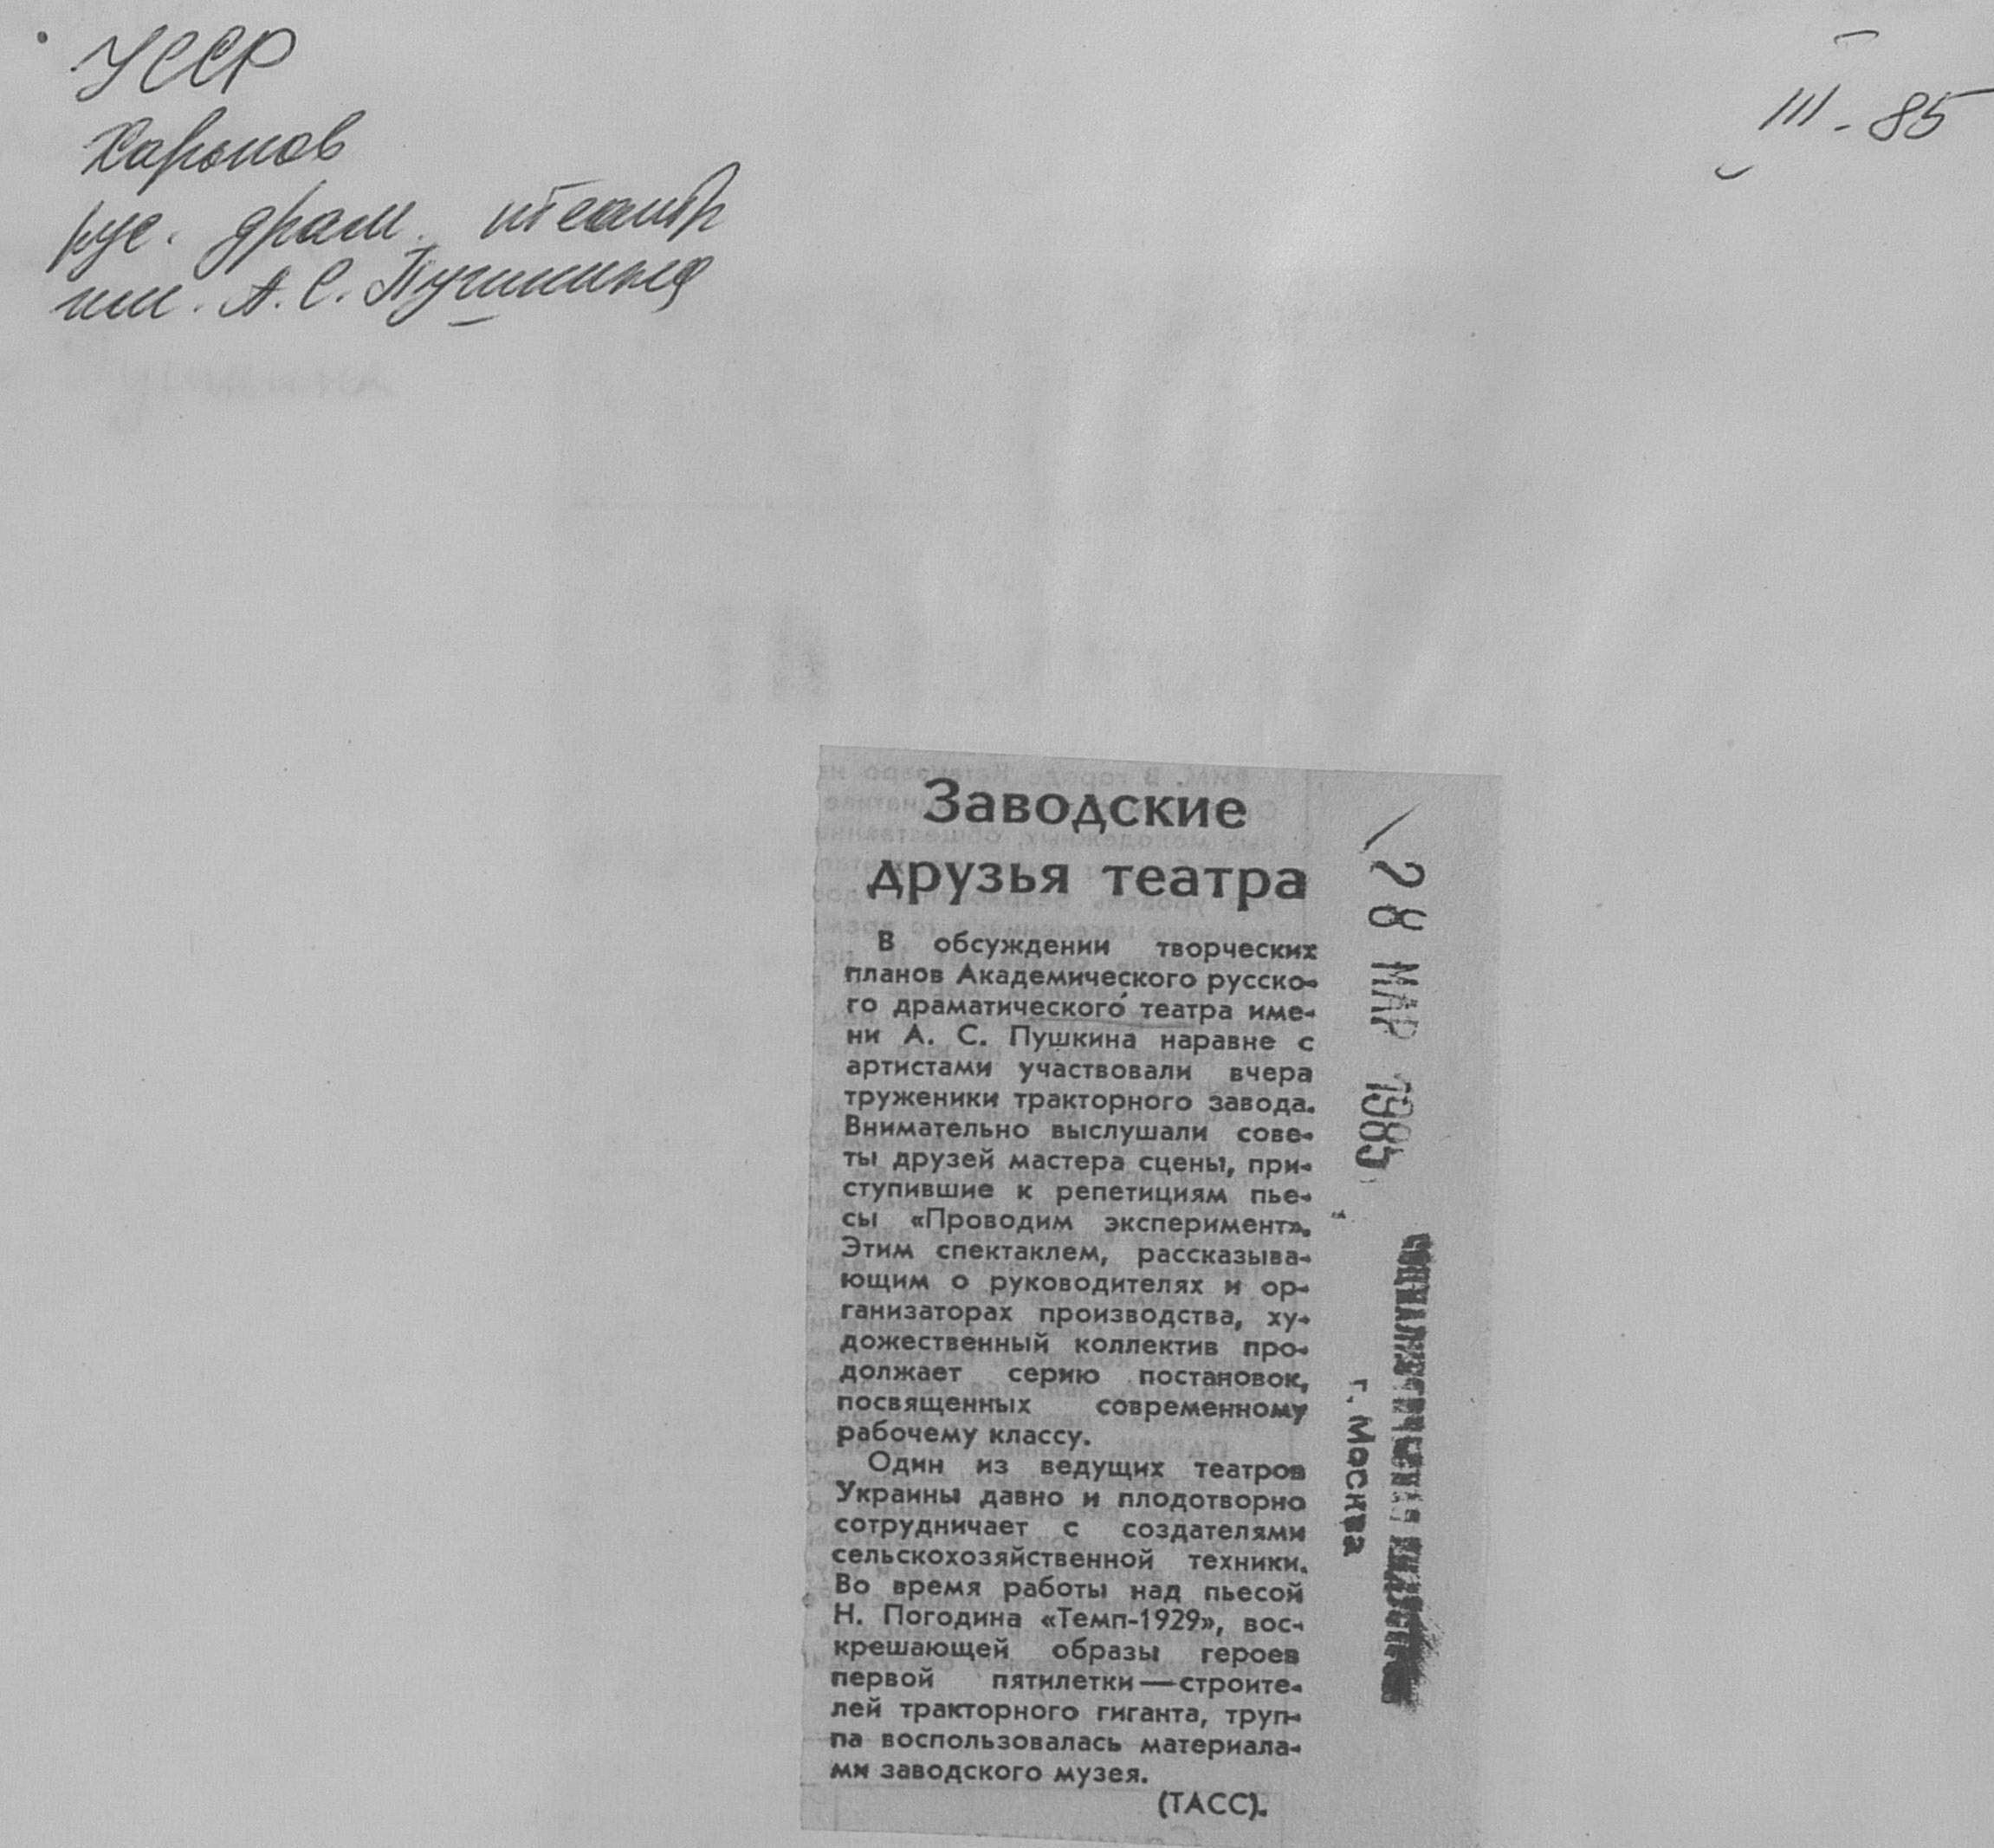 УССР
Харьков
рус. драм. театр
им. А. С. Пушкина
III - 85
Заводские
друзья театра
В обсуждении творческих
планов Академического русско-
го драматического театра име-
ни А. С. Пушкина наравне с
артистами участвовали вчера
труженики тракторного завода.
Внимательно выслушали сове-
ты друзей мастера сцены, при-
ступившие к репетициям пье-
сы «Проводим эксперимент».
Этим спектаклем, рассказыва-
ющим о руководителях и ор-
ганизаторах производства, ху-
дожественный коллектив про-
должает серию постановок,
посвященных современному
рабочему классу.
Один из ведущих театров
Украины давно и плодотворно
сотрудничает с создателями
сельскохозяйственной техники.
Во время работы над пьесой
Н. Погодина «Темп-1929», вос-
крешающей образы героев
первой пятилетки — строите-
лей тракторного гиганта, труп-
па воспользовалась материала-
ми заводского музея.
(ТАСС).
28 МАР 1985
СОЦИАЛИСТИЧЕСКАЯ ИНДУСТРИЯ
г. Москва